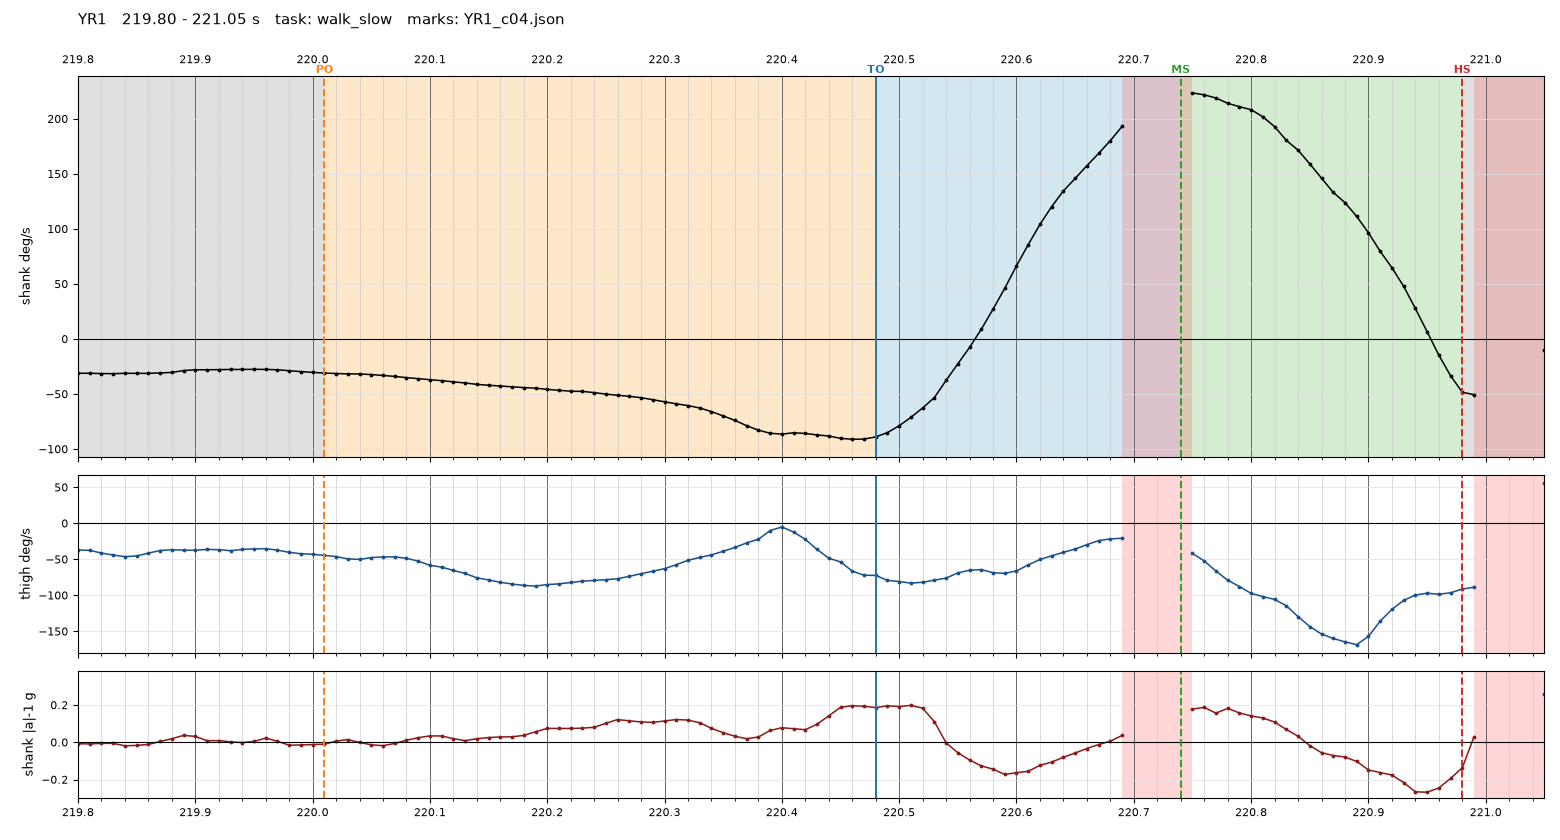 YR1   219.80 - 221.05 s   task: walk_slow   marks: YR1_c04.json
219.8 219.9 220.0 220.1 220.2 220.3 220.4 220.5 220.6 220.7 220.8 220.9 221.0
PO TO MS HS
shank deg/s
200
150
100
50
0
−50
−100
thigh deg/s
50
0
−50
−100
−150
shank |a|-1 g
0.2
0.0
−0.2
219.8 219.9 220.0 220.1 220.2 220.3 220.4 220.5 220.6 220.7 220.8 220.9 221.0